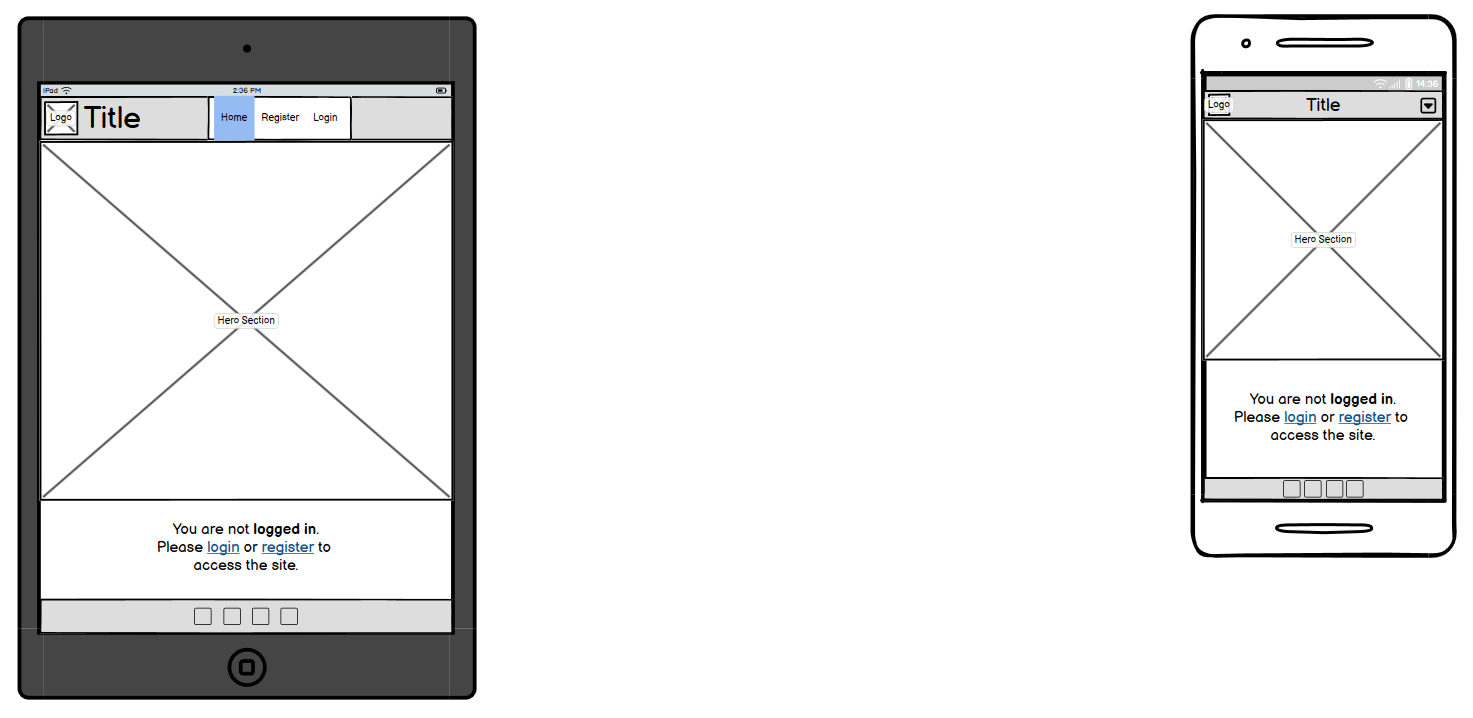 iPad
2:36 PM
Logo
Title
Home
Register
Login
Hero Section
You are not logged in.
Please login or register to
access the site.
14:36
Logo
Title
Hero Section
You are not logged in.
Please login or register to
access the site.